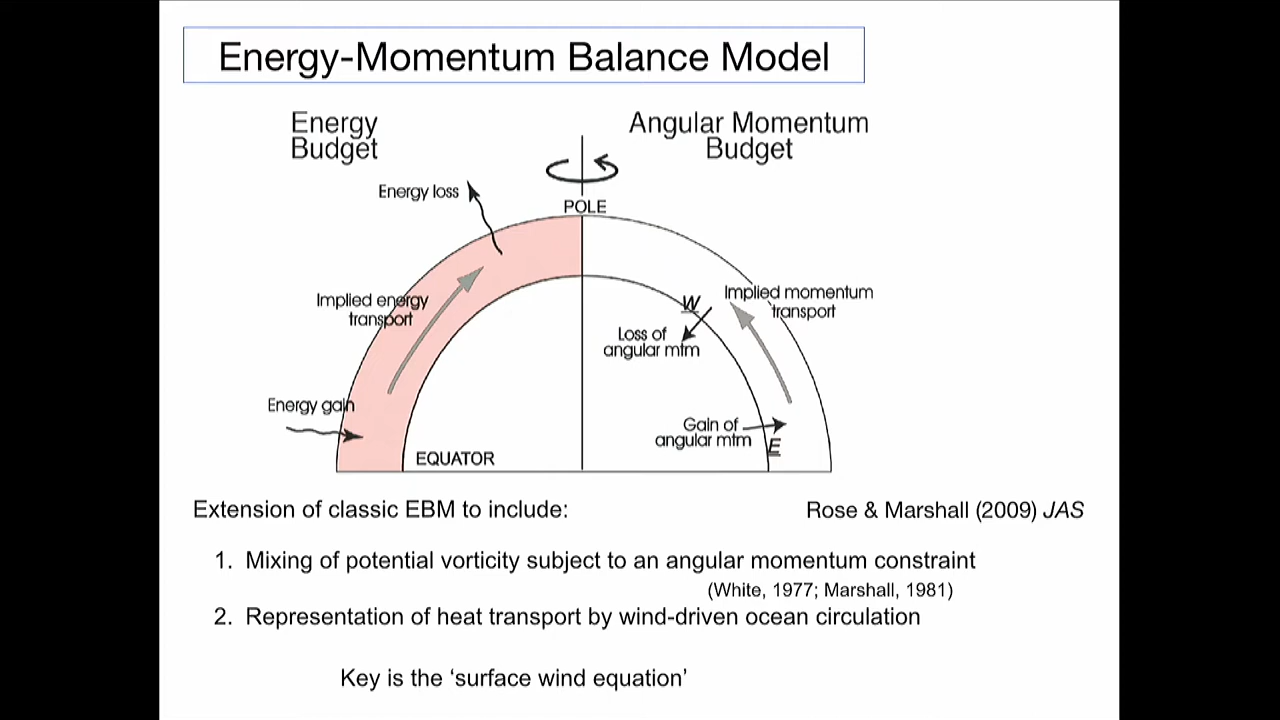 Energy-Momentum Balance Model
Energy
Budget
Angular Momentum
Budget
Energy loss
POLE
Implied energy
transport
W
Implied momentum
transport
Loss of
angular mtm
Energy gain
Gain of
angular mtm
E
EQUATOR
Extension of classic EBM to include:
Rose & Marshall (2009) JAS
1. Mixing of potential vorticity subject to an angular momentum constraint
(White, 1977; Marshall, 1981)
2. Representation of heat transport by wind-driven ocean circulation
Key is the ‘surface wind equation’